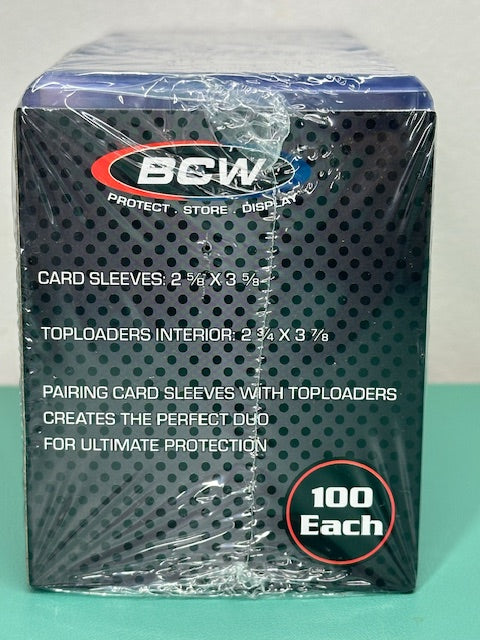 BCW
PROTECT . STORE . DISPLAY
CARD SLEEVES: 2 ⅝ X 3 ⅝
TOPLOADERS INTERIOR: 2 ¾ X 3 ⅞
PAIRING CARD SLEEVES WITH TOPLOADERS
CREATES THE PERFECT DUO
FOR ULTIMATE PROTECTION
100
Each